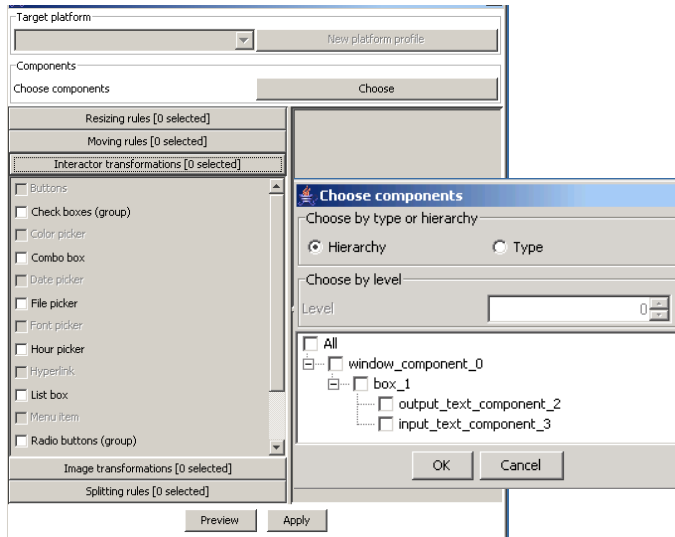 Target platform
New platform profile
Components
Choose components
Choose
Resizing rules [0 selected]
Moving rules [0 selected]
Interactor transformations [0 selected]
Buttons
Check boxes (group)
Color picker
Combo box
Date picker
File picker
Font picker
Hour picker
Hyperlink
List box
Menu item
Radio buttons (group)
Image transformations [0 selected]
Splitting rules [0 selected]
Preview
Apply
Choose components
Choose by type or hierarchy
Hierarchy
Type
Choose by level
Level
0
All
window_component_0
box_1
output_text_component_2
input_text_component_3
OK
Cancel